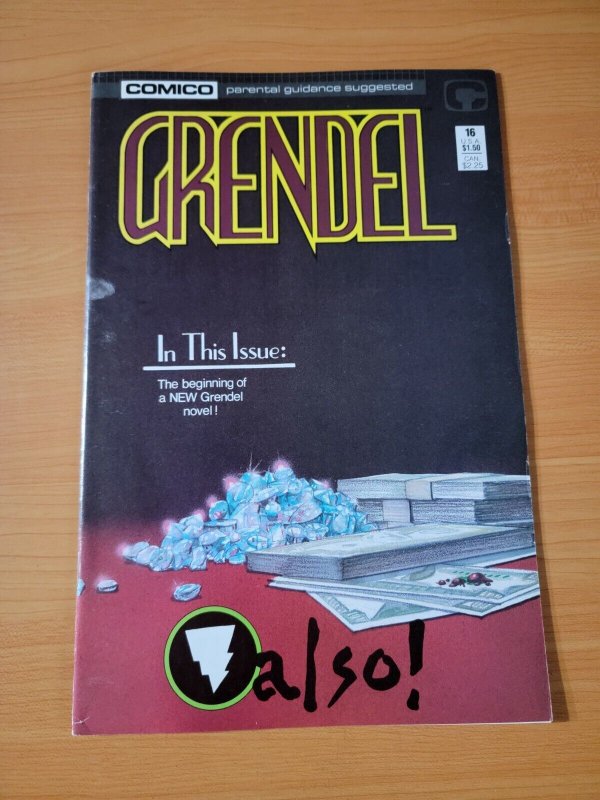 COMICO parental guidance suggested
GRENDEL
16
U.S.A.
$1.50
CAN.
$2.25
In This Issue:
The beginning of
a NEW Grendel
novel!
also!